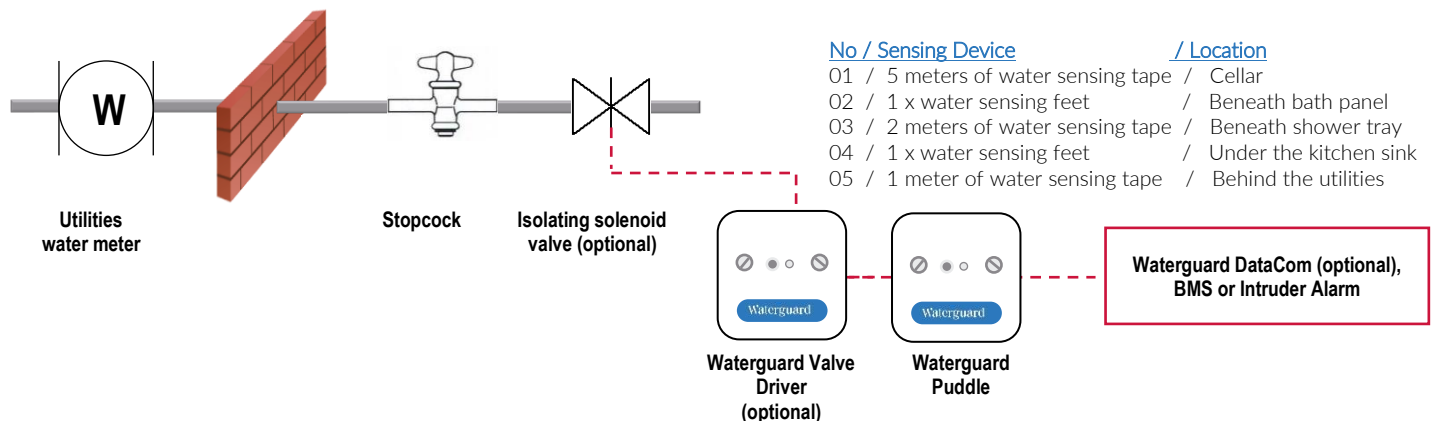 No / Sensing Device / Location
01 / 5 meters of water sensing tape / Cellar
02 / 1 x water sensing feet / Beneath bath panel
03 / 2 meters of water sensing tape / Beneath shower tray
04 / 1 x water sensing feet / Under the kitchen sink
05 / 1 meter of water sensing tape / Behind the utilities
W
Utilities
water meter
Stopcock
Isolating solenoid
valve (optional)
Waterguard
Waterguard
Waterguard DataCom (optional),
BMS or Intruder Alarm
Waterguard Valve
Driver
(optional)
Waterguard
Puddle